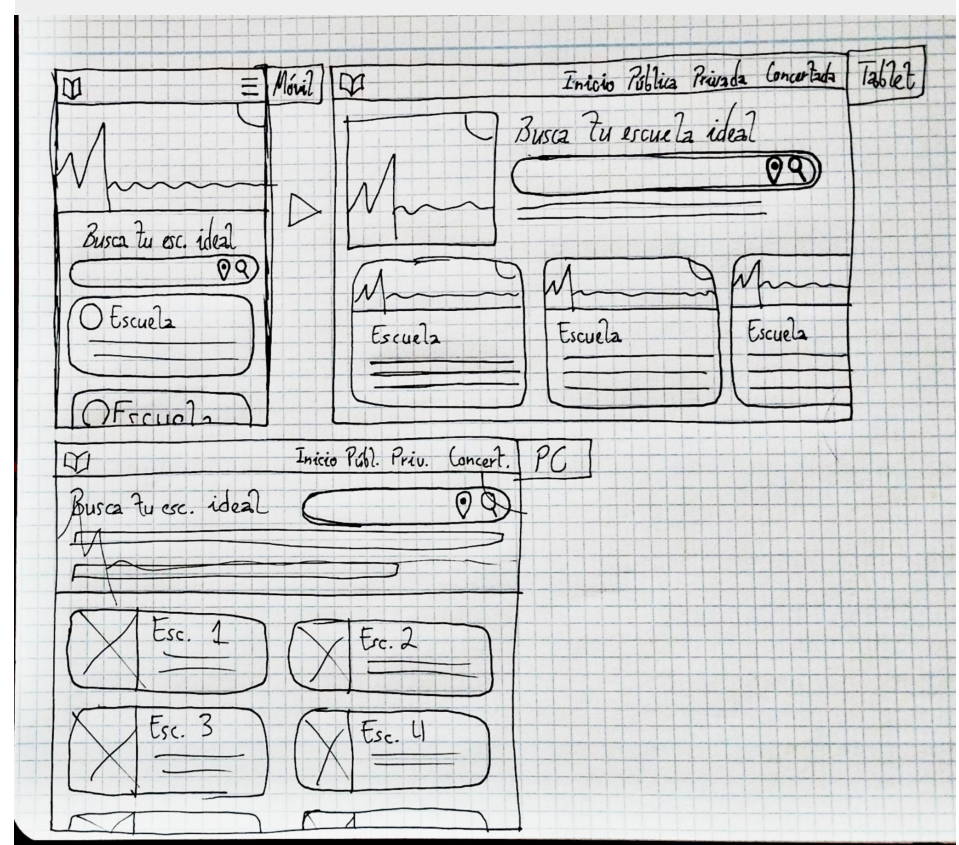 Móvil
Busca tu esc. ideal
Escuela
Escuela
Inicio Pública Privada Concertada
Tablet
Busca tu escuela ideal
Escuela
Escuela
Escuela
Inicio Públ. Priv. Concert.
PC
Busca tu esc. ideal
Esc. 1
Esc. 2
Esc. 3
Esc. 4